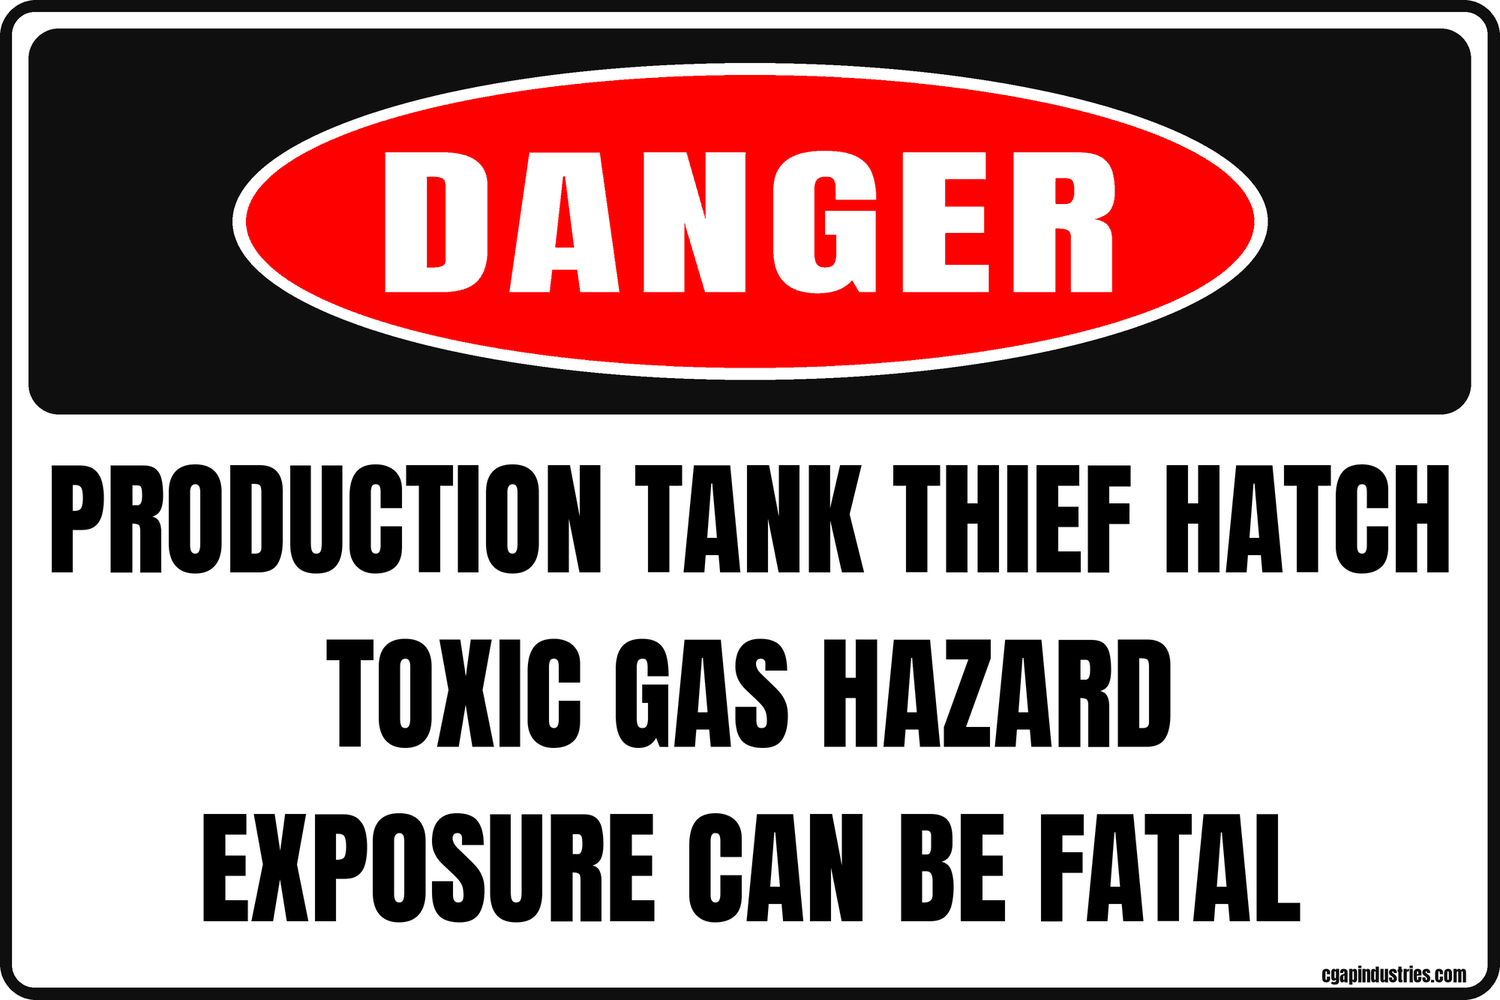 DANGER
PRODUCTION TANK THIEF HATCH
TOXIC GAS HAZARD
EXPOSURE CAN BE FATAL
cgapindustries.com